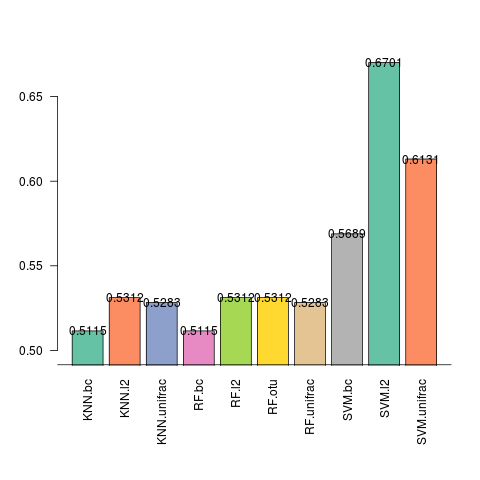 0.6701
0.65
0.6131
0.60
0.5689
0.55
0.5312
0.5283
0.5312
0.5312
0.5283
0.5115
0.5115
0.50
KNN.bc
KNN.l2
KNN.unifrac
RF.bc
RF.l2
RF.otu
RF.unifrac
SVM.bc
SVM.l2
SVM.unifrac